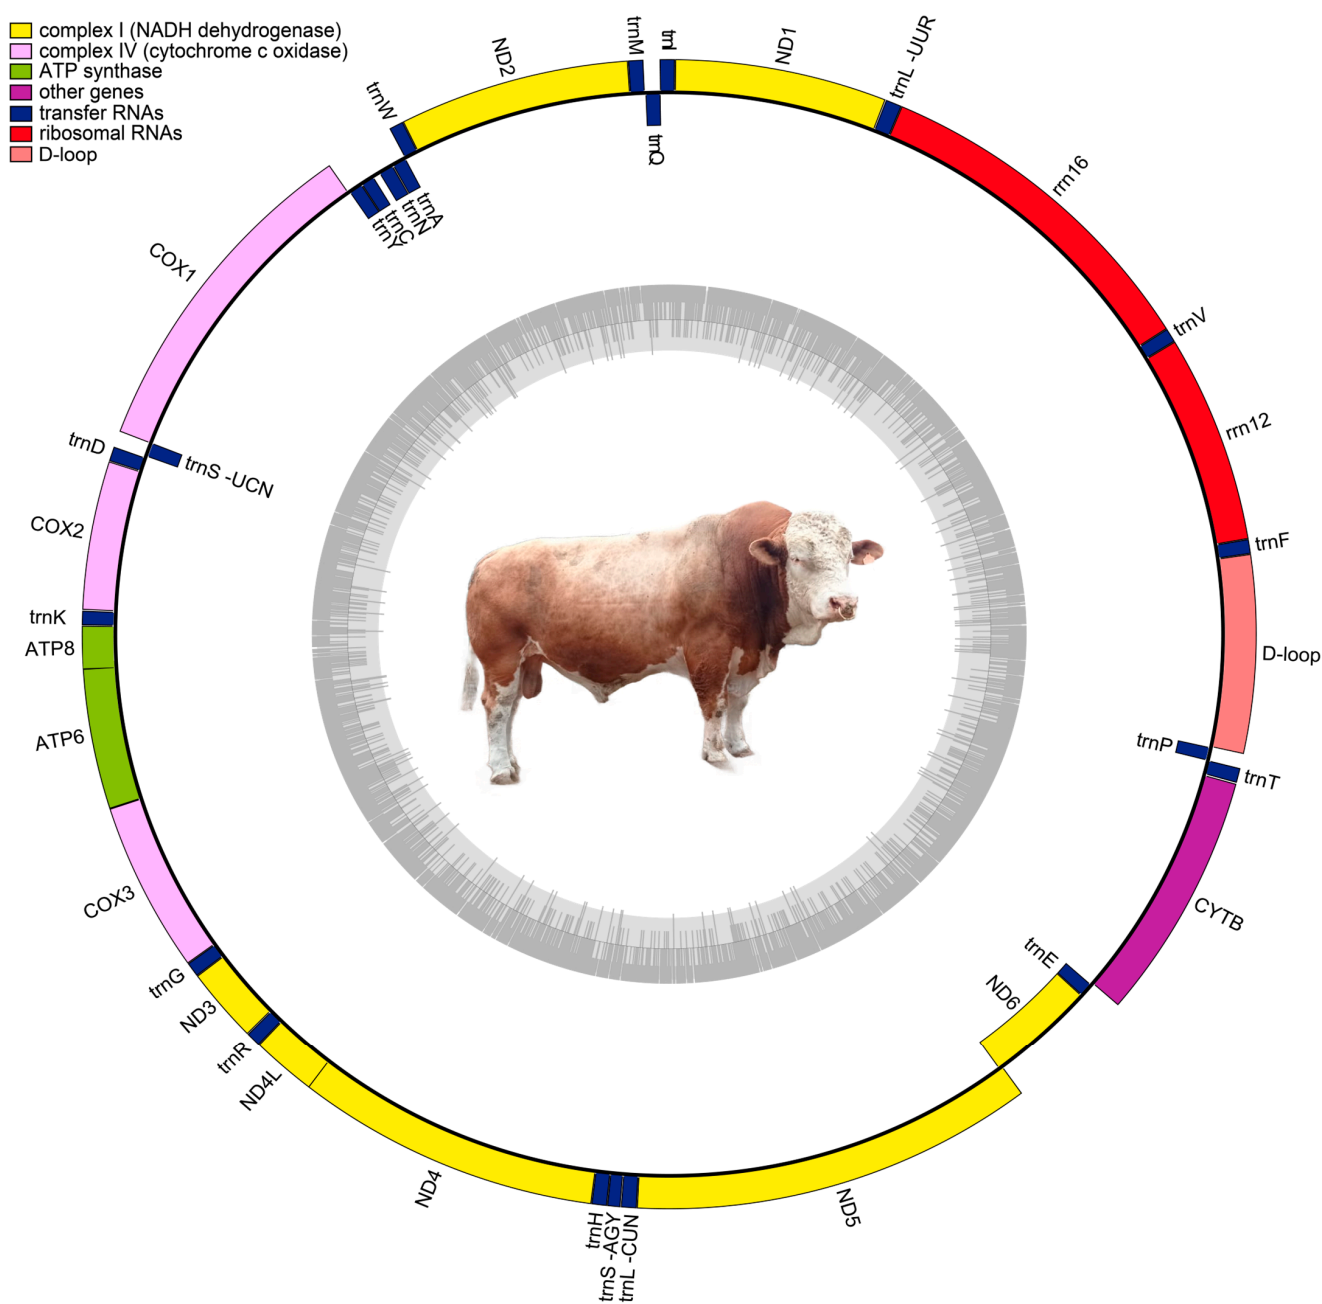 complex I (NADH dehydrogenase)
complex IV (cytochrome c oxidase)
ATP synthase
other genes
transfer RNAs
ribosomal RNAs
D-loop
trnM
trnI
ND1
trnL -UUR
ND2
trnW
trnQ
rrn16
trnA
trnN
trnC
trnY
COX1
trnV
rrn12
trnD
trnS -UCN
COX2
trnF
trnK
ATP8
D-loop
ATP6
trnP
trnT
COX3
CYTB
trnE
trnG
ND6
ND3
trnR
ND4L
ND4
ND5
trnH
trnS -AGY
trnL -CUN